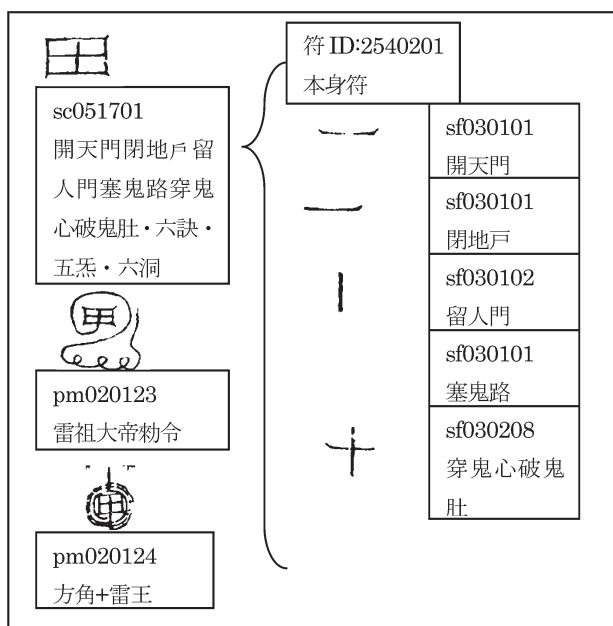 sc051701
開天門閉地戶留
人門塞鬼路穿鬼
心破鬼肚・六訣・
五炁・六洞
pm020123
雷祖大帝勅令
pm020124
方角+雷王
符 ID:2540201
本身符
sf030101
開天門
sf030101
閉地戸
sf030102
留人門
sf030101
塞鬼路
sf030208
穿鬼心破鬼
肚